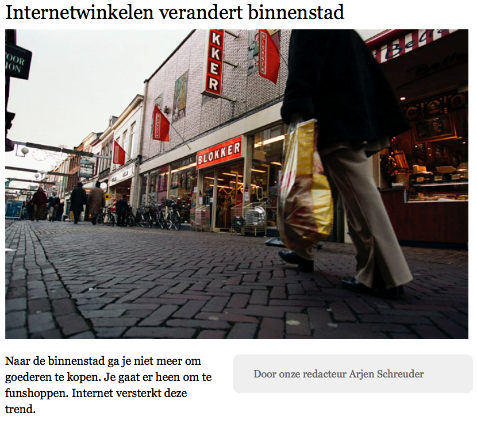 Internetwinkelen verandert binnenstad
BLOKKER
KKER
Naar de binnenstad ga je niet meer om
goederen te kopen. Je gaat er heen om te
funshoppen. Internet versterkt deze
trend.
Door onze redacteur Arjen Schreuder